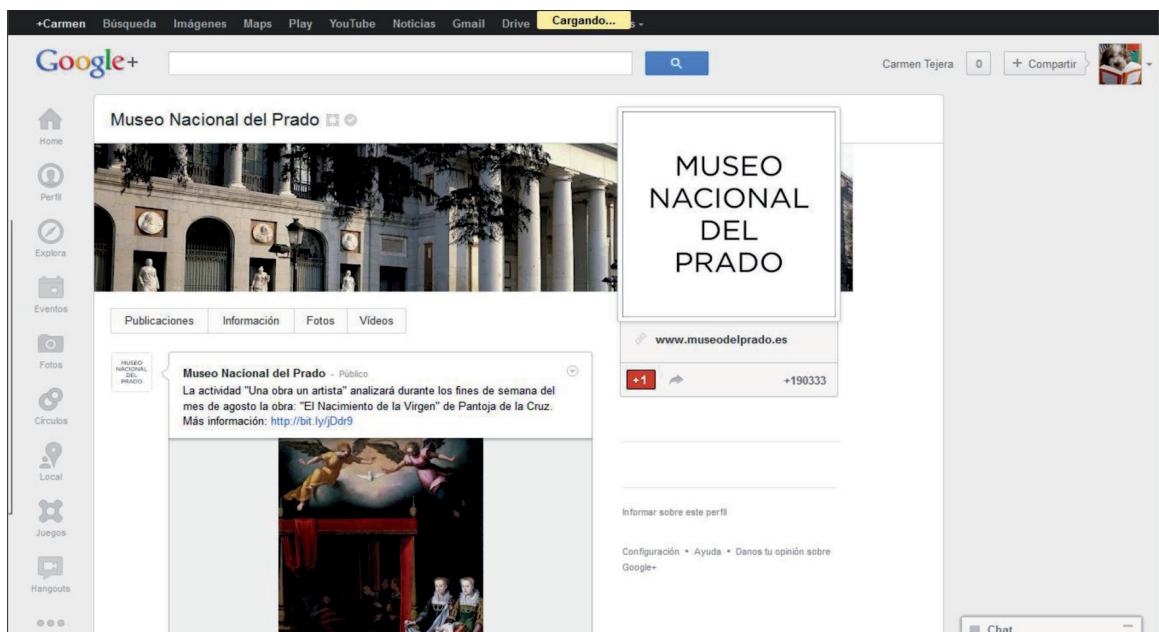 +Carmen Búsqueda Imágenes Maps Play YouTube Noticias Gmail Drive Cargando...
Google+
Carmen Tejera 0 + Compartir
Home
Perfil
Explora
Eventos
Fotos
Círculos
Local
Juegos
Hangouts
Museo Nacional del Prado
MUSEO
NACIONAL
DEL
PRADO
Publicaciones Información Fotos Vídeos
www.museodelprado.es
+1 +190333
MUSEO
NACIONAL
DEL
PRADO
Museo Nacional del Prado - Público
La actividad "Una obra un artista" analizará durante los fines de semana del
mes de agosto la obra: "El Nacimiento de la Virgen" de Pantoja de la Cruz.
Más información: http://bit.ly/jDdr9
Informar sobre este perfil
Configuración • Ayuda • Danos tu opinión sobre
Google+
Chat